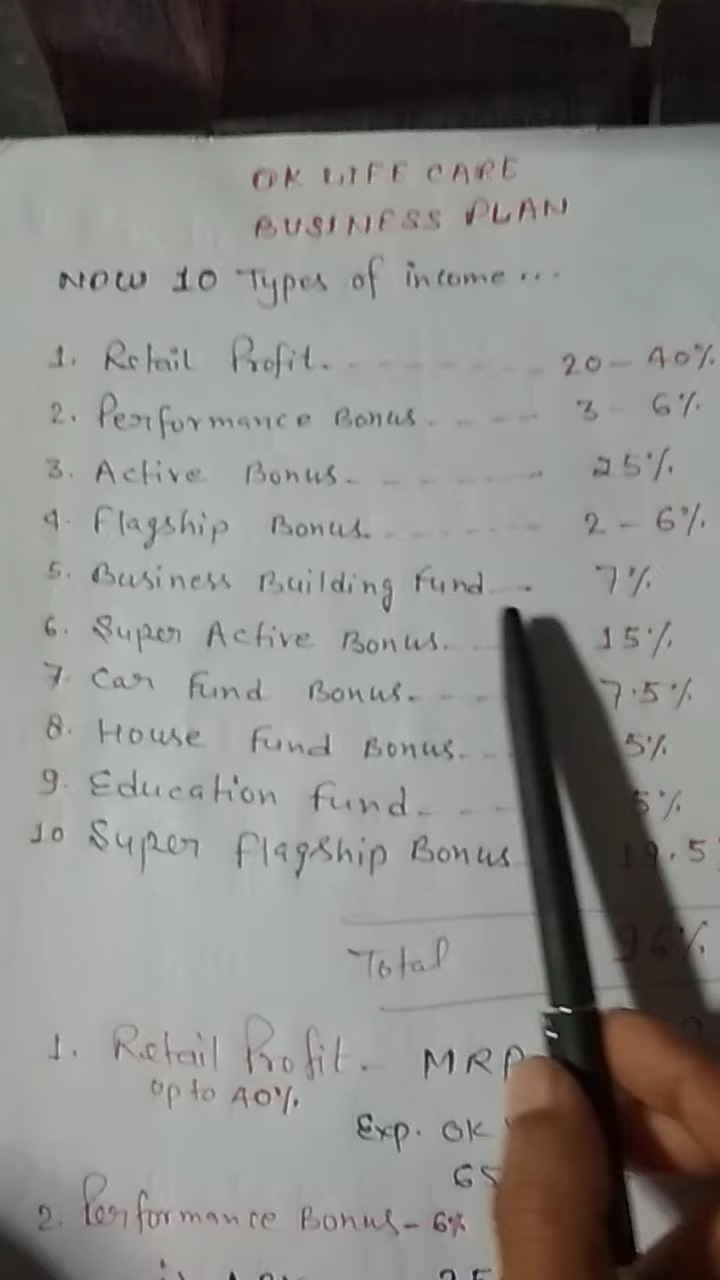 OK LIFE CARE
BUSINESS PLAN
NOW 10 Types of income...
1. Retail Profit. - - - - - - - - 20 - 40%
2. Performance Bonus - - - - 3 - 6%
3. Active Bonus. - - - - - - - 25%
4. Flagship Bonus. - - - - - - 2 - 6%
5. Business Building Fund - - - 7%
6. Super Active Bonus. - - 15%
7. Car Fund Bonus. - - - 7.5%
8. House Fund Bonus. - - 5%
9. Education Fund. - - - 5%
10 Super Flagship Bonus
Total 96%
1. Retail Profit. - MRP
up to 40%
Exp. OK
65
2. Performance Bonus - 6%